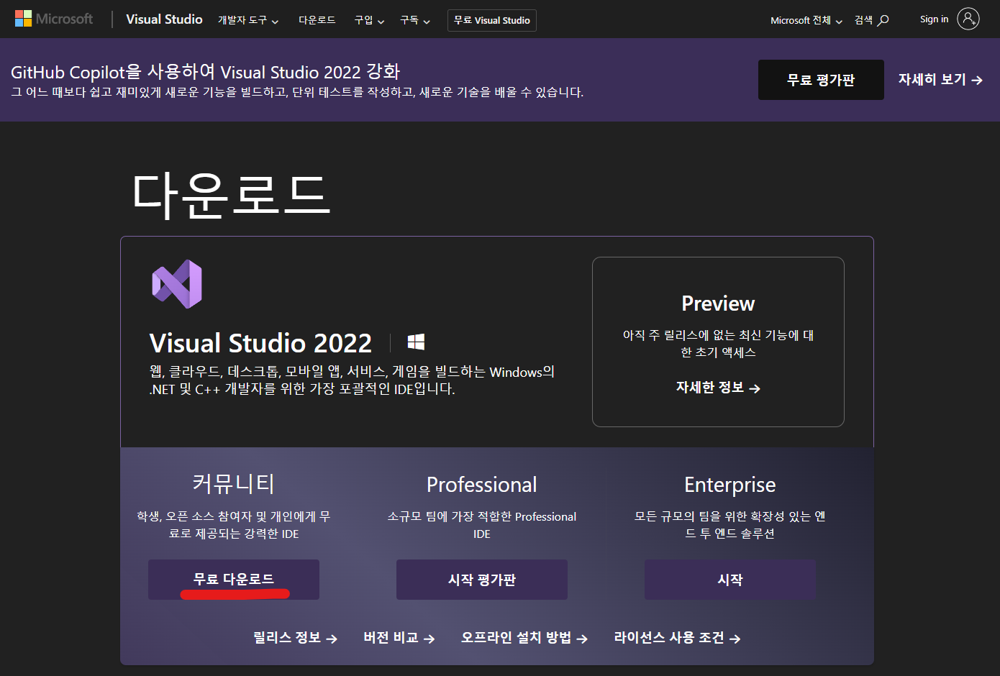 Microsoft
Visual Studio
개발자 도구
다운로드
구입
구독
무료 Visual Studio
Microsoft 전체
검색
Sign in
GitHub Copilot을 사용하여 Visual Studio 2022 강화
그 어느 때보다 쉽고 재미있게 새로운 기능을 빌드하고, 단위 테스트를 작성하고, 새로운 기술을 배울 수 있습니다.
무료 평가판
자세히 보기 →
다운로드
Visual Studio 2022
웹, 클라우드, 데스크톱, 모바일 앱, 서비스, 게임을 빌드하는 Windows의
.NET 및 C++ 개발자를 위한 가장 포괄적인 IDE입니다.
Preview
아직 주 릴리스에 없는 최신 기능에 대
한 초기 액세스
자세한 정보 →
커뮤니티
학생, 오픈 소스 참여자 및 개인에게 무
료로 제공되는 강력한 IDE
무료 다운로드
Professional
소규모 팀에 가장 적합한 Professional
IDE
시작 평가판
Enterprise
모든 규모의 팀을 위한 확장성 있는 엔
드 투 엔드 솔루션
시작
릴리스 정보 →
버전 비교 →
오프라인 설치 방법 →
라이선스 사용 조건 →